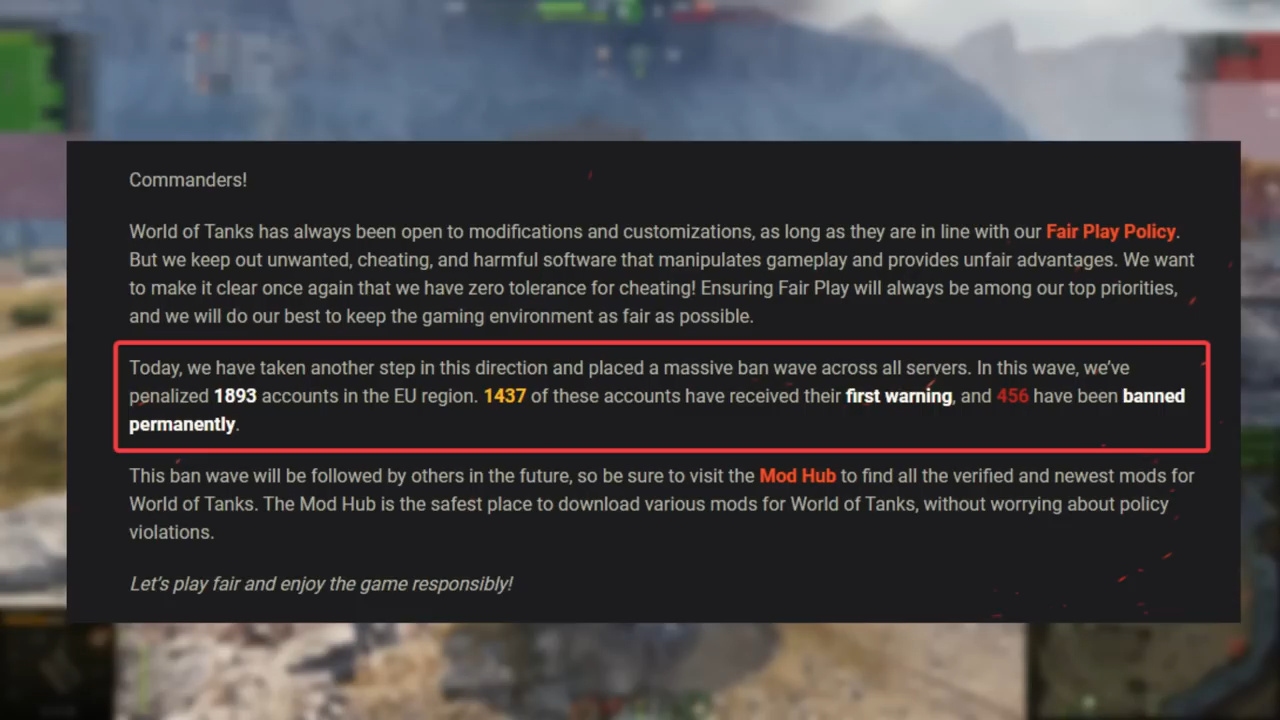 Commanders!
World of Tanks has always been open to modifications and customizations, as long as they are in line with our Fair Play Policy.
But we keep out unwanted, cheating, and harmful software that manipulates gameplay and provides unfair advantages. We want
to make it clear once again that we have zero tolerance for cheating! Ensuring Fair Play will always be among our top priorities,
and we will do our best to keep the gaming environment as fair as possible.
Today, we have taken another step in this direction and placed a massive ban wave across all servers. In this wave, we’ve
penalized 1893 accounts in the EU region. 1437 of these accounts have received their first warning, and 456 have been banned
permanently.
This ban wave will be followed by others in the future, so be sure to visit the Mod Hub to find all the verified and newest mods for
World of Tanks. The Mod Hub is the safest place to download various mods for World of Tanks, without worrying about policy
violations.
Let’s play fair and enjoy the game responsibly!